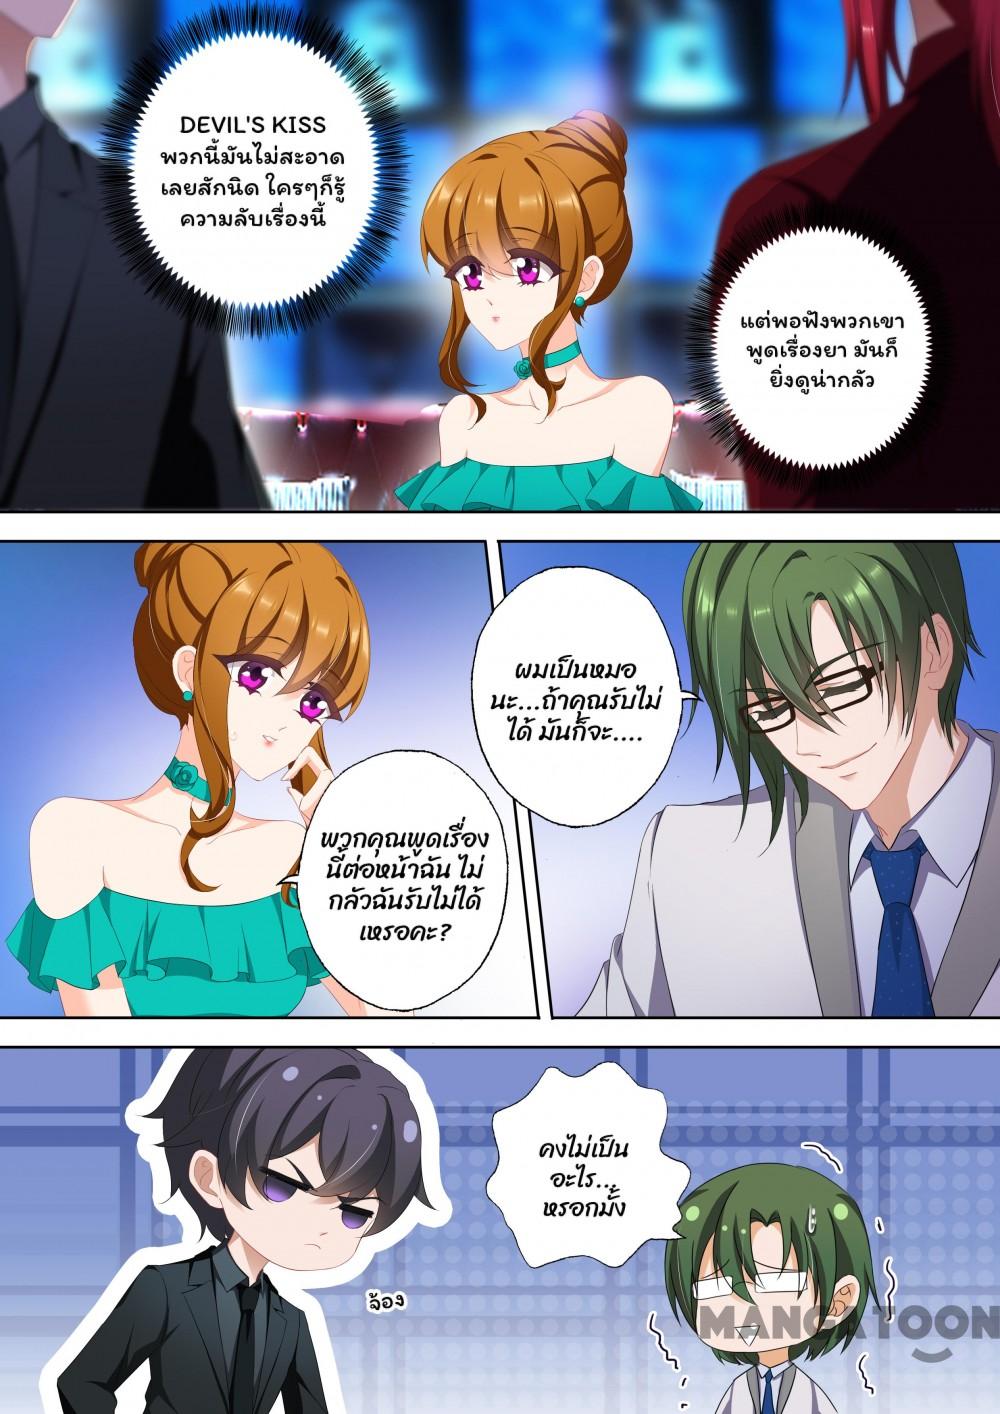 DEVIL'S KISS
พวกนี้มันไม่สะอาด
เลยสักนิด ใครๆก็รู้
ความลับเรื่องนี้
แต่พอฟังพวกเขา
พูดเรื่องยา มันก็
ยิ่งดูน่ากลัว
ผมเป็นหมอ
นะ...ถ้าคุณรับไม่
ได้ มันก็จะ....
พวกคุณพูดเรื่อง
นี้ต่อหน้าฉัน ไม่
กลัวฉันรับไม่ได้
เหรอคะ?
คงไม่เป็น
อะไร...
หรอกมั้ง
จ้อง
MANGATOON